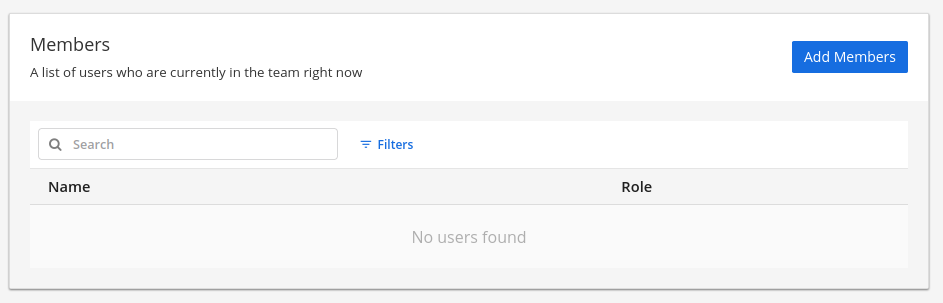 Members
A list of users who are currently in the team right now
Add Members
Search
Filters
Name Role
No users found